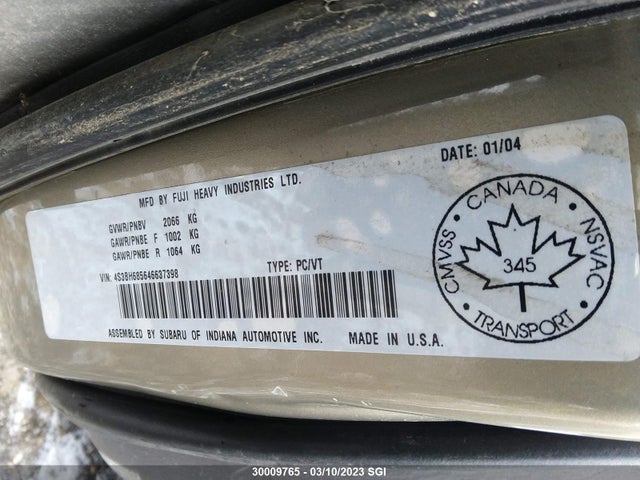 MFD BY FUJI HEAVY INDUSTRIES LTD.
DATE: 01/04
GVWR/PNBV 2066 KG
GAWR/PNBE F 1002 KG
GAWR/PNBE R 1064 KG
VIN: 4S3BH685646637398
TYPE: PC/VT
ASSEMBLED BY SUBARU OF INDIANA AUTOMOTIVE INC.
MADE IN U.S.A.
CANADA
CMVSS
NSVAC
345
TRANSPORT
30009765 — 03/10/2023 SGI